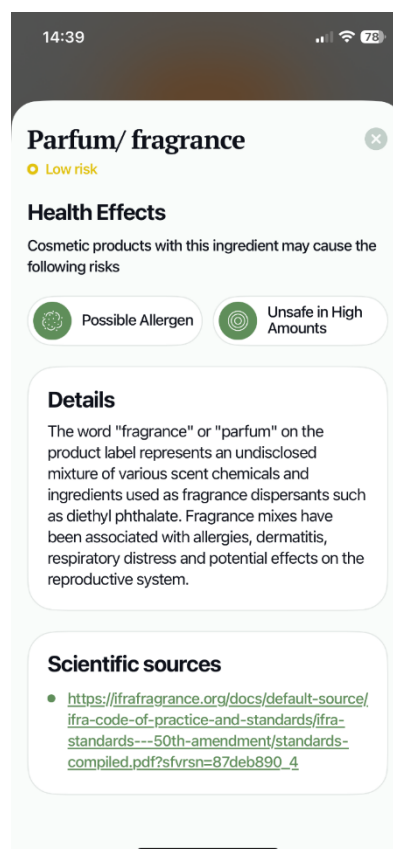 14:39
78
Parfum/ fragrance
Low risk
Health Effects
Cosmetic products with this ingredient may cause the
following risks
Possible Allergen
Unsafe in High
Amounts
Details
The word "fragrance" or "parfum" on the
product label represents an undisclosed
mixture of various scent chemicals and
ingredients used as fragrance dispersants such
as diethyl phthalate. Fragrance mixes have
been associated with allergies, dermatitis,
respiratory distress and potential effects on the
reproductive system.
Scientific sources
https://ifrafragrance.org/docs/default-source/
ifra-code-of-practice-and-standards/ifra-
standards---50th-amendment/standards-
compiled.pdf?sfvrsn=87deb890_4